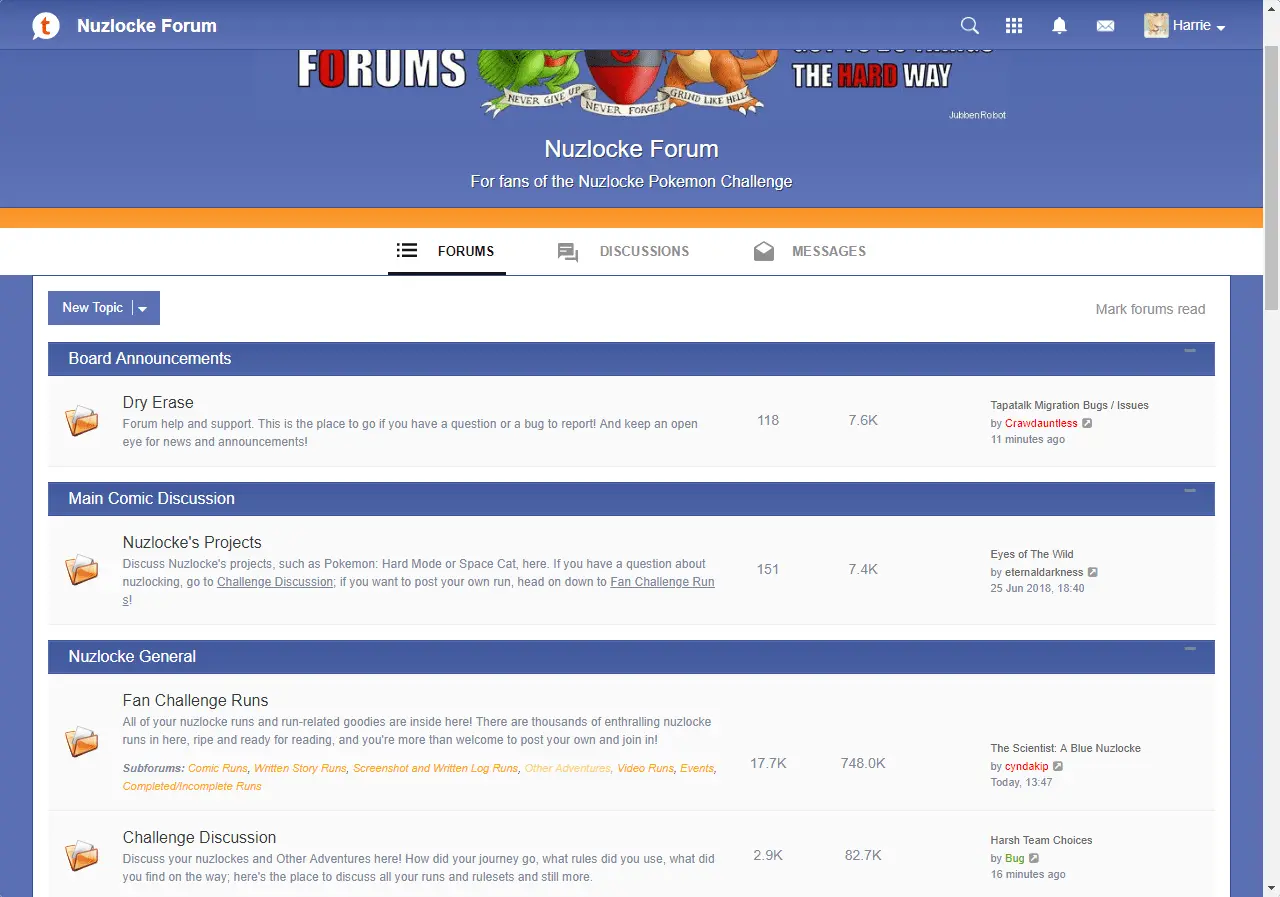 Nuzlocke Forum
Harrie
FORUMS
THE HARD WAY
NEVER GIVE UP
NEVER FORGET
GRIND LIKE HELL
JubbenRobot
Nuzlocke Forum
For fans of the Nuzlocke Pokemon Challenge
FORUMS
DISCUSSIONS
MESSAGES
New Topic
Mark forums read
Board Announcements
Dry Erase
Forum help and support. This is the place to go if you have a question or a bug to report! And keep an open
eye for news and announcements!
118
7.6K
Tapatalk Migration Bugs / Issues
by Crawdauntless
11 minutes ago
Main Comic Discussion
Nuzlocke's Projects
Discuss Nuzlocke's projects, such as Pokemon: Hard Mode or Space Cat, here. If you have a question about
nuzlocking, go to Challenge Discussion; if you want to post your own run, head on down to Fan Challenge Run
s!
151
7.4K
Eyes of The Wild
by eternaldarkness
25 Jun 2018, 18:40
Nuzlocke General
Fan Challenge Runs
All of your nuzlocke runs and run-related goodies are inside here! There are thousands of enthralling nuzlocke
runs in here, ripe and ready for reading, and you're more than welcome to post your own and join in!
Subforums: Comic Runs, Written Story Runs, Screenshot and Written Log Runs, Other Adventures, Video Runs, Events,
Completed/Incomplete Runs
17.7K
748.0K
The Scientist: A Blue Nuzlocke
by cyndakip
Today, 13:47
Challenge Discussion
Discuss your nuzlockes and Other Adventures here! How did your journey go, what rules did you use, what did
you find on the way; here's the place to discuss all your runs and rulesets and still more.
2.9K
82.7K
Harsh Team Choices
by Bug
16 minutes ago